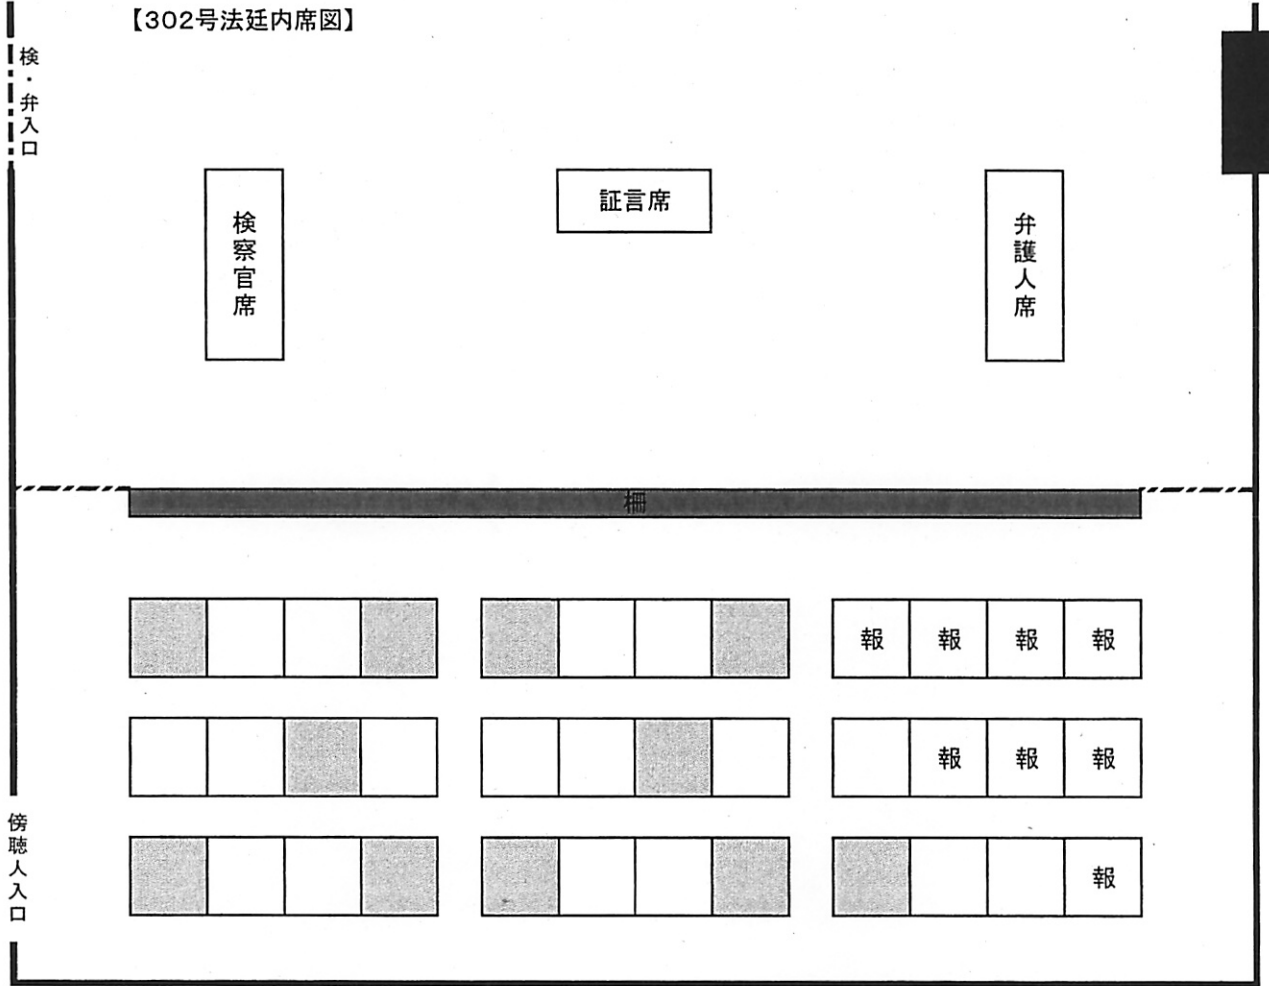 【302号法廷内席図】
検・弁入口
検察官席
証言席
弁護人席
柵
報 報 報 報
報 報 報
報
傍聴人入口